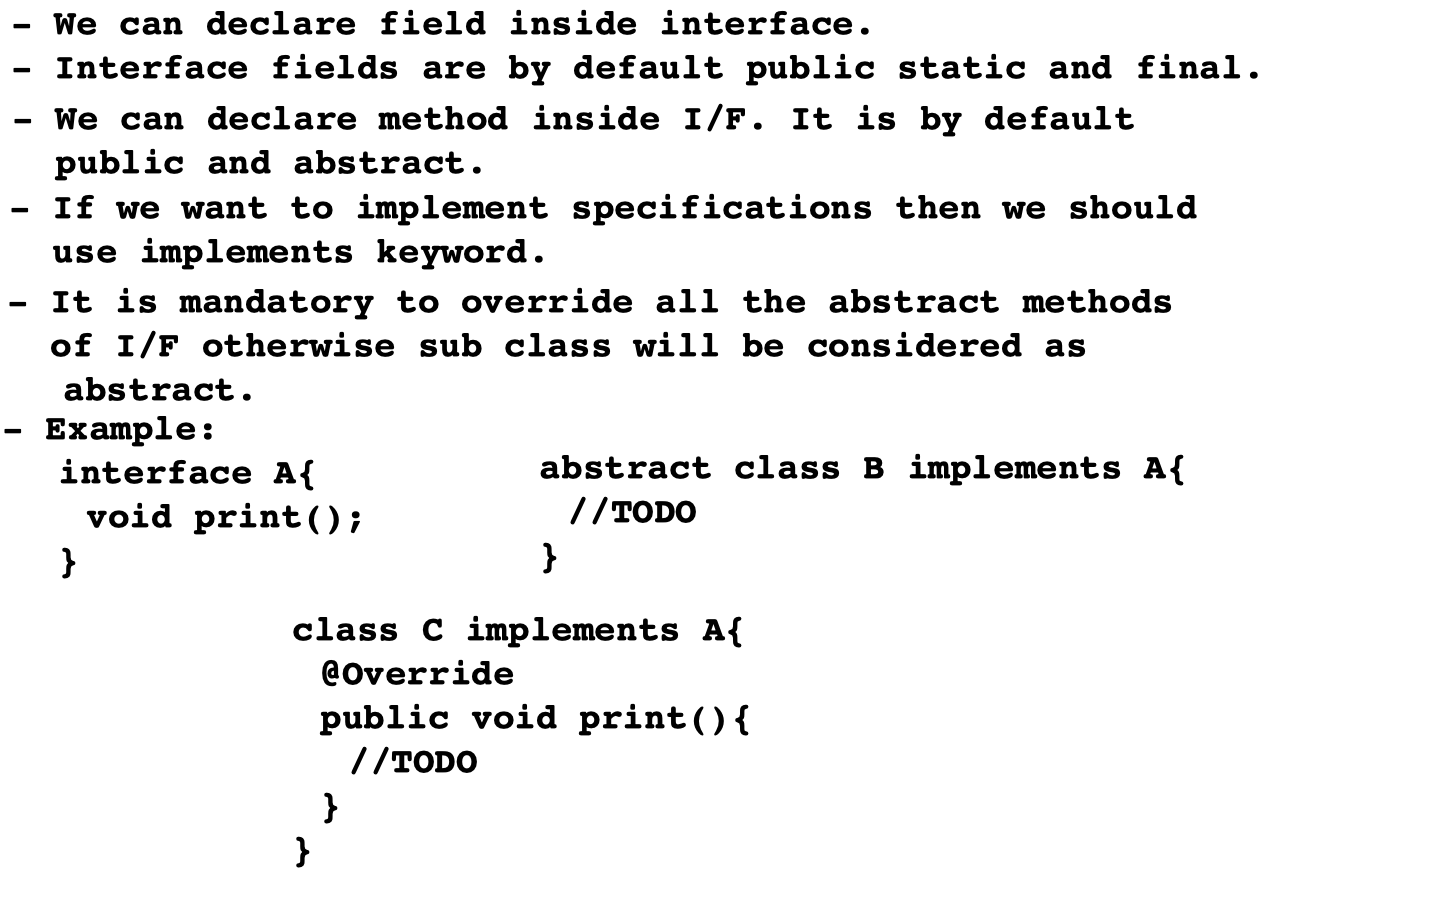 - We can declare field inside interface.
- Interface fields are by default public static and final.
- We can declare method inside I/F. It is by default
public and abstract.
- If we want to implement specifications then we should
use implements keyword.
- It is mandatory to override all the abstract methods
of I/F otherwise sub class will be considered as
abstract.
- Example:
interface A{
void print();
}
abstract class B implements A{
//TODO
}
class C implements A{
@Override
public void print(){
//TODO
}
}